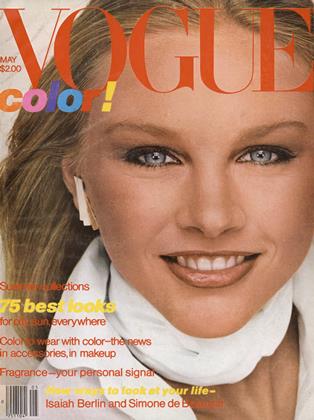 VOGUE
MAY
$2.00
color!
Summer collections
75 best looks
for city, sun, everywhere
Color to wear with color–the news
in accessories, in makeup
Fragrance–your personal signal
New ways to look at your life–
Isaiah Berlin and Simone de Beauvoir
05